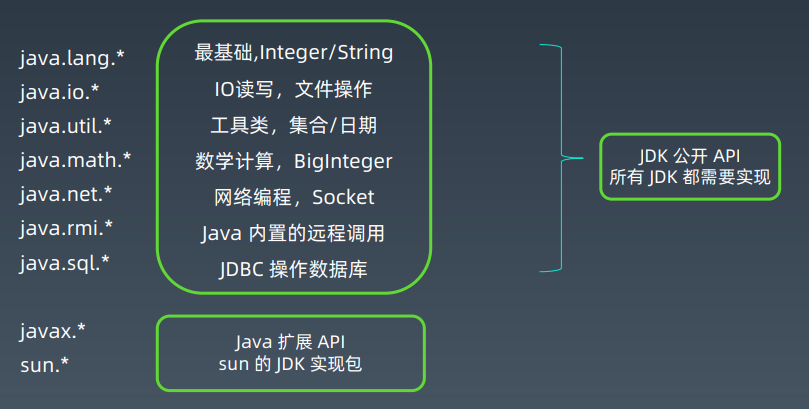 java.lang.* 最基础,Integer/String
java.io.* IO读写，文件操作
java.util.* 工具类，集合/日期
java.math.* 数学计算，BigInteger
java.net.* 网络编程，Socket
java.rmi.* Java 内置的远程调用
java.sql.* JDBC 操作数据库
JDK 公开 API
所有 JDK 都需要实现
javax.* Java 扩展 API
sun.* sun 的 JDK 实现包